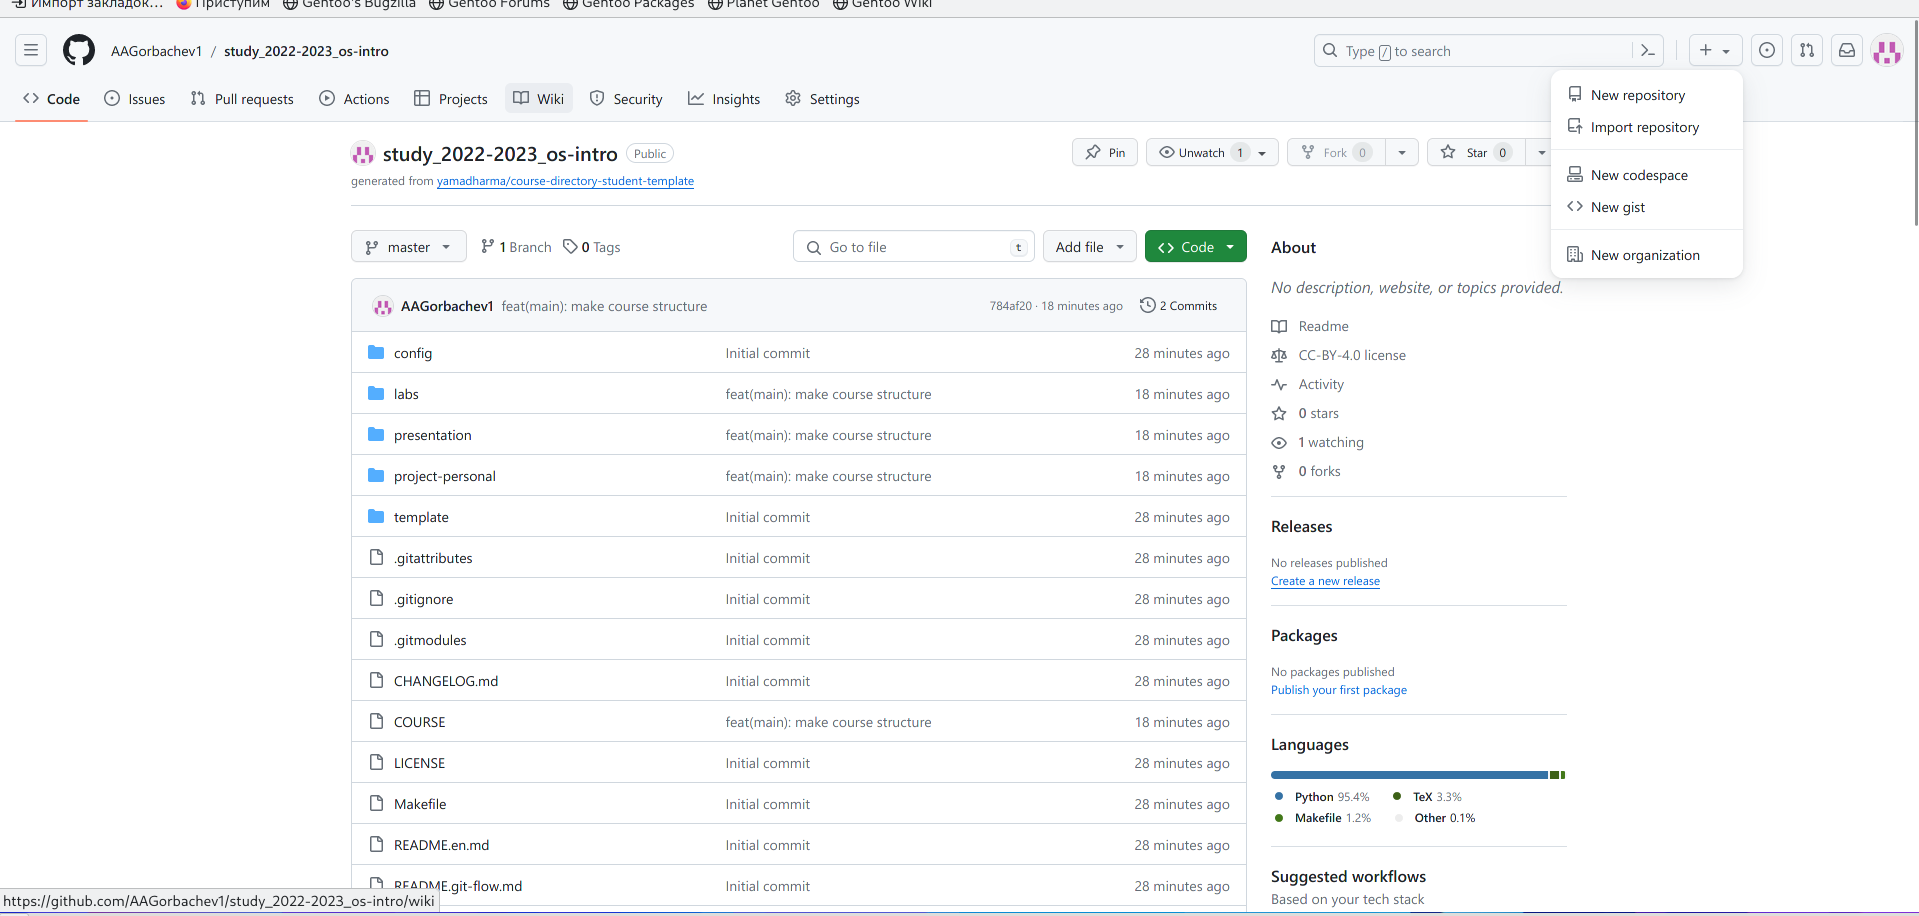 Импорт закладок... Приступим Gentoo's Bugzilla Gentoo Forums Gentoo Packages Planet Gentoo Gentoo Wiki
AAGorbachev1 / study_2022-2023_os-intro Type / to search
Code Issues Pull requests Actions Projects Wiki Security Insights Settings
New repository
Import repository
New codespace
New gist
New organization
study_2022-2023_os-intro Public Pin Unwatch 1 Fork 0 Star 0
generated from yamadharma/course-directory-student-template
master 1 Branch 0 Tags Go to file t Add file Code
AAGorbachev1 feat(main): make course structure 784af20 · 18 minutes ago 2 Commits
config Initial commit 28 minutes ago
labs feat(main): make course structure 18 minutes ago
presentation feat(main): make course structure 18 minutes ago
project-personal feat(main): make course structure 18 minutes ago
template Initial commit 28 minutes ago
.gitattributes Initial commit 28 minutes ago
.gitignore Initial commit 28 minutes ago
.gitmodules Initial commit 28 minutes ago
CHANGELOG.md Initial commit 28 minutes ago
COURSE feat(main): make course structure 18 minutes ago
LICENSE Initial commit 28 minutes ago
Makefile Initial commit 28 minutes ago
README.en.md Initial commit 28 minutes ago
README.git-flow.md Initial commit 28 minutes ago
About
No description, website, or topics provided.
Readme
CC-BY-4.0 license
Activity
0 stars
1 watching
0 forks
Releases
No releases published
Create a new release
Packages
No packages published
Publish your first package
Languages
Python 95.4% TeX 3.3%
Makefile 1.2% Other 0.1%
Suggested workflows
Based on your tech stack
https://github.com/AAGorbachev1/study_2022-2023_os-intro/wiki